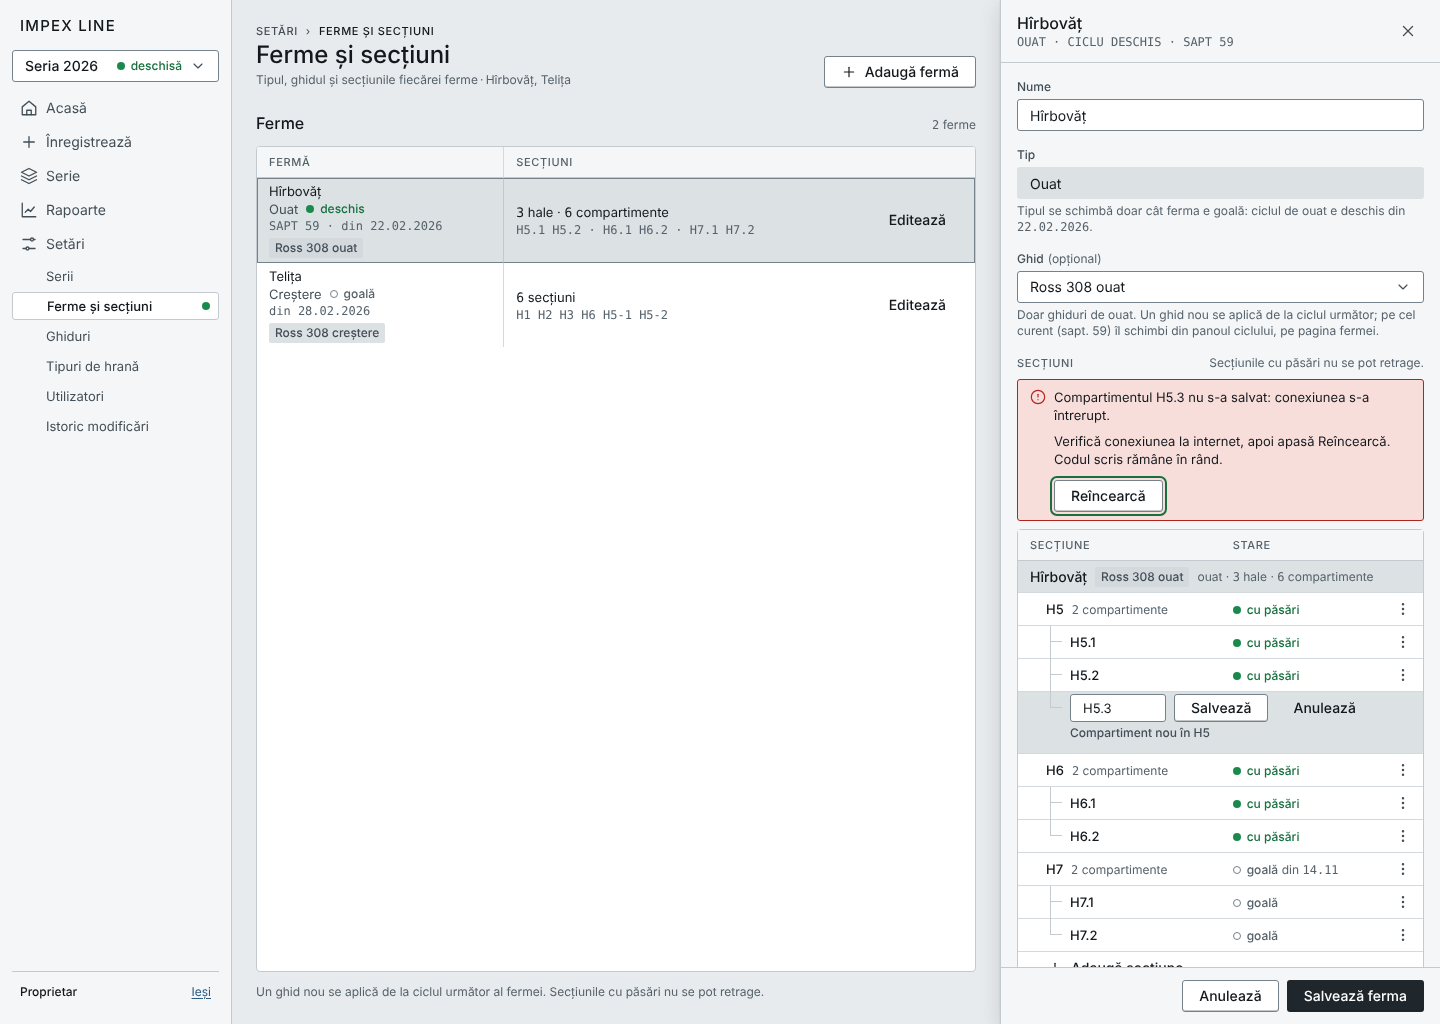 IMPEX LINE
Seria 2026 deschisă
Acasă
Înregistrează
Serie
Rapoarte
Setări
Serii
Ferme și secțiuni
Ghiduri
Tipuri de hrană
Utilizatori
Istoric modificări
Proprietar Ieși
SETĂRI › FERME ȘI SECȚIUNI
Ferme și secțiuni
Tipul, ghidul și secțiunile fiecărei ferme · Hîrbovăț, Telița
Adaugă fermă
Ferme
2 ferme
FERMĂ SECȚIUNI
Hîrbovăț
Ouat deschis
SAPT 59 · din 22.02.2026
Ross 308 ouat
3 hale · 6 compartimente
H5.1 H5.2 · H6.1 H6.2 · H7.1 H7.2
Editează
Telița
Creștere goală
din 28.02.2026
Ross 308 creștere
6 secțiuni
H1 H2 H3 H6 H5-1 H5-2
Editează
Un ghid nou se aplică de la ciclul următor al fermei. Secțiunile cu păsări nu se pot retrage.
Hîrbovăț
OUAT · CICLU DESCHIS · SAPT 59
Nume
Hîrbovăț
Tip
Ouat
Tipul se schimbă doar cât ferma e goală: ciclul de ouat e deschis din
22.02.2026.
Ghid (opțional)
Ross 308 ouat
Doar ghiduri de ouat. Un ghid nou se aplică de la ciclul următor; pe cel
curent (sapt. 59) îl schimbi din panoul ciclului, pe pagina fermei.
SECȚIUNI Secțiunile cu păsări nu se pot retrage.
Compartimentul H5.3 nu s-a salvat: conexiunea s-a
întrerupt.
Verifică conexiunea la internet, apoi apasă Reîncearcă.
Codul scris rămâne în rând.
Reîncearcă
SECȚIUNE STARE
Hîrbovăț Ross 308 ouat ouat · 3 hale · 6 compartimente
H5 2 compartimente cu păsări
H5.1 cu păsări
H5.2 cu păsări
H5.3 Salvează Anulează
Compartiment nou în H5
H6 2 compartimente cu păsări
H6.1 cu păsări
H6.2 cu păsări
H7 2 compartimente goală din 14.11
H7.1 goală
H7.2 goală
Adaugă secțiune
Anulează Salvează ferma